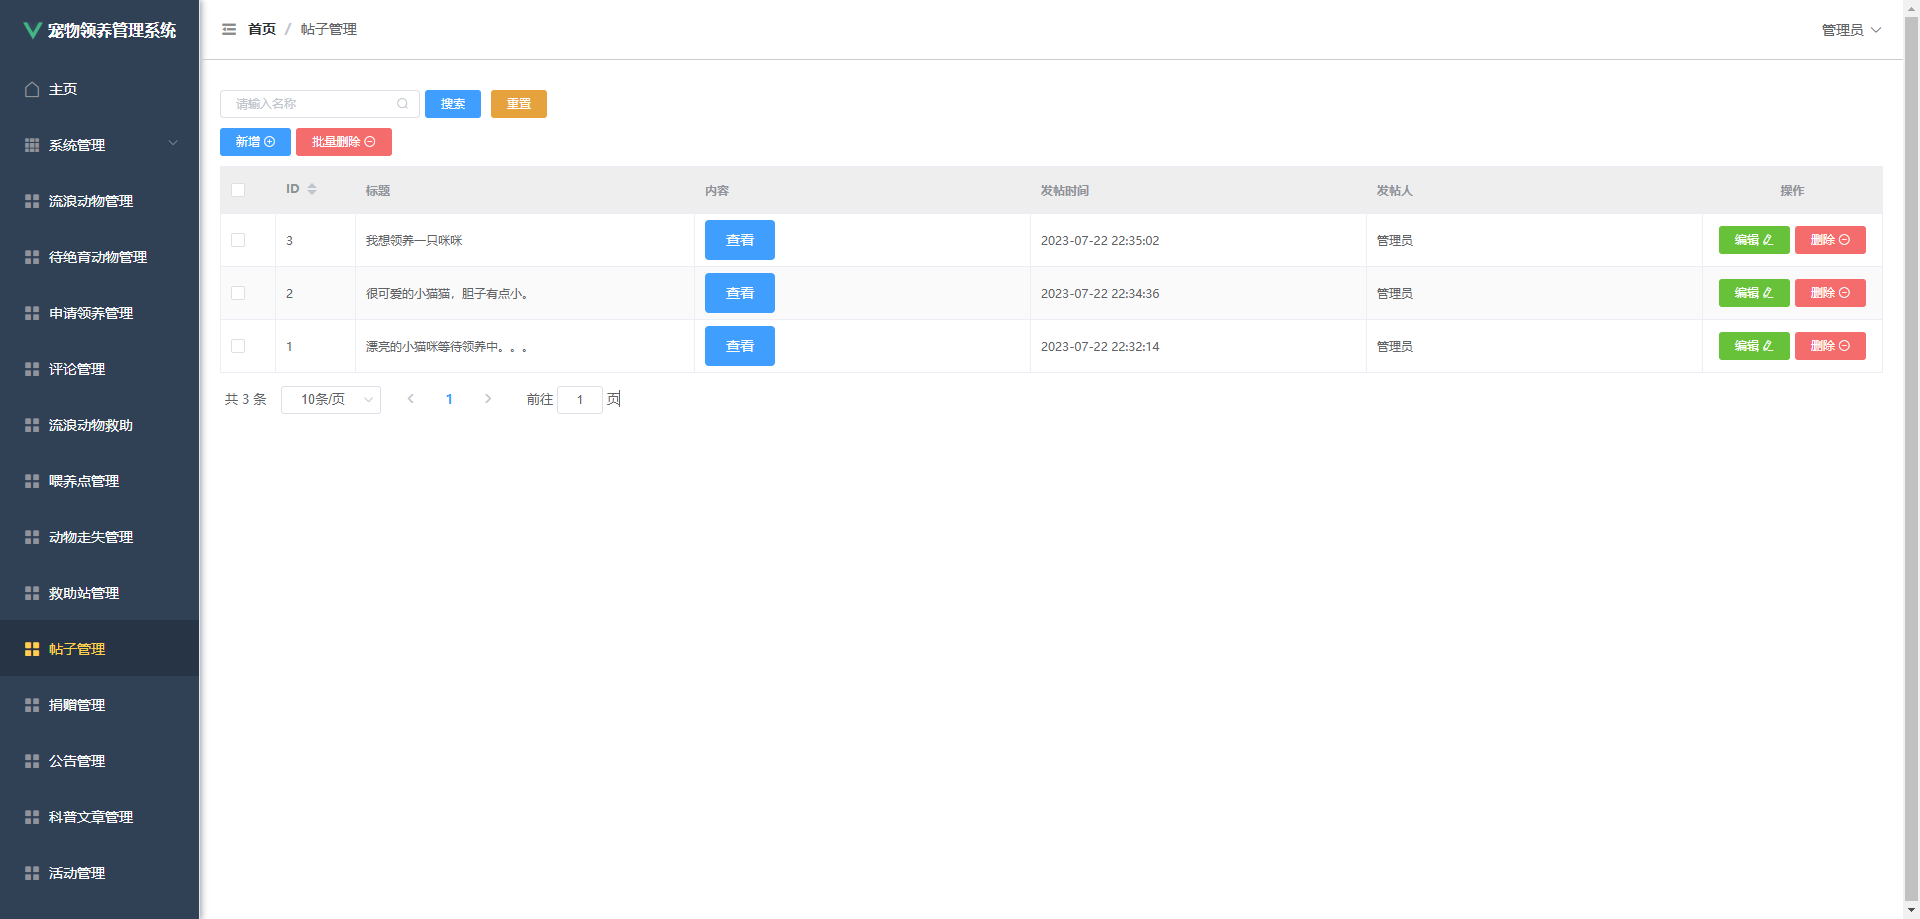 宠物领养管理系统
主页
系统管理
流浪动物管理
待绝育动物管理
申请领养管理
评论管理
流浪动物救助
喂养点管理
动物走失管理
救助站管理
帖子管理
捐赠管理
公告管理
科普文章管理
活动管理
首页 / 帖子管理
管理员
请输入名称 搜索 重置
新增 批量删除
ID 标题 内容 发帖时间 发帖人 操作
3 我想领养一只咪咪 查看 2023-07-22 22:35:02 管理员 编辑 删除
2 很可爱的小猫猫，胆子有点小。 查看 2023-07-22 22:34:36 管理员 编辑 删除
1 漂亮的小猫咪等待领养中。。。 查看 2023-07-22 22:32:14 管理员 编辑 删除
共 3 条 10条/页 1 前往 1 页